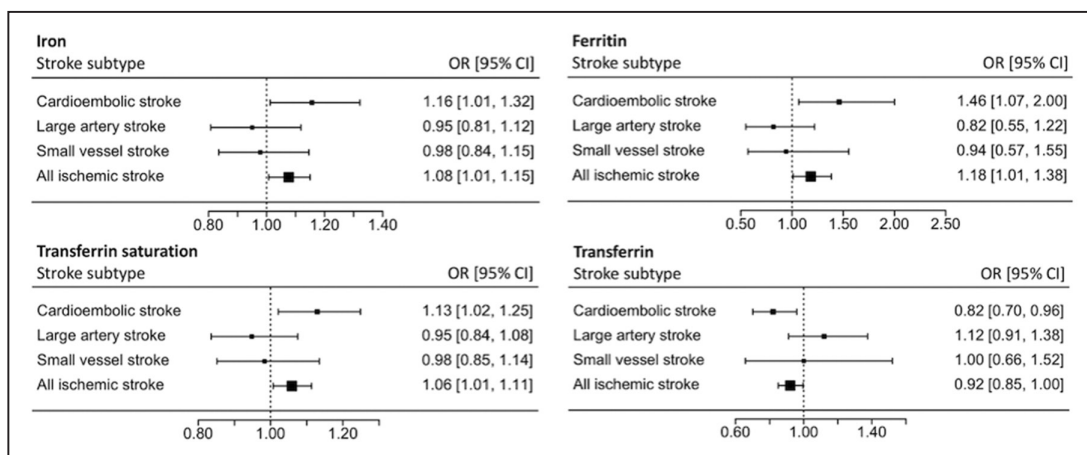 Iron
Stroke subtype OR [95% CI]
Cardioembolic stroke 1.16 [1.01, 1.32]
Large artery stroke 0.95 [0.81, 1.12]
Small vessel stroke 0.98 [0.84, 1.15]
All ischemic stroke 1.08 [1.01, 1.15]
0.80 1.00 1.20 1.40
Ferritin
Stroke subtype OR [95% CI]
Cardioembolic stroke 1.46 [1.07, 2.00]
Large artery stroke 0.82 [0.55, 1.22]
Small vessel stroke 0.94 [0.57, 1.55]
All ischemic stroke 1.18 [1.01, 1.38]
0.50 1.00 1.50 2.00 2.50
Transferrin saturation
Stroke subtype OR [95% CI]
Cardioembolic stroke 1.13 [1.02, 1.25]
Large artery stroke 0.95 [0.84, 1.08]
Small vessel stroke 0.98 [0.85, 1.14]
All ischemic stroke 1.06 [1.01, 1.11]
0.80 1.00 1.20
Transferrin
Stroke subtype OR [95% CI]
Cardioembolic stroke 0.82 [0.70, 0.96]
Large artery stroke 1.12 [0.91, 1.38]
Small vessel stroke 1.00 [0.66, 1.52]
All ischemic stroke 0.92 [0.85, 1.00]
0.60 1.00 1.40